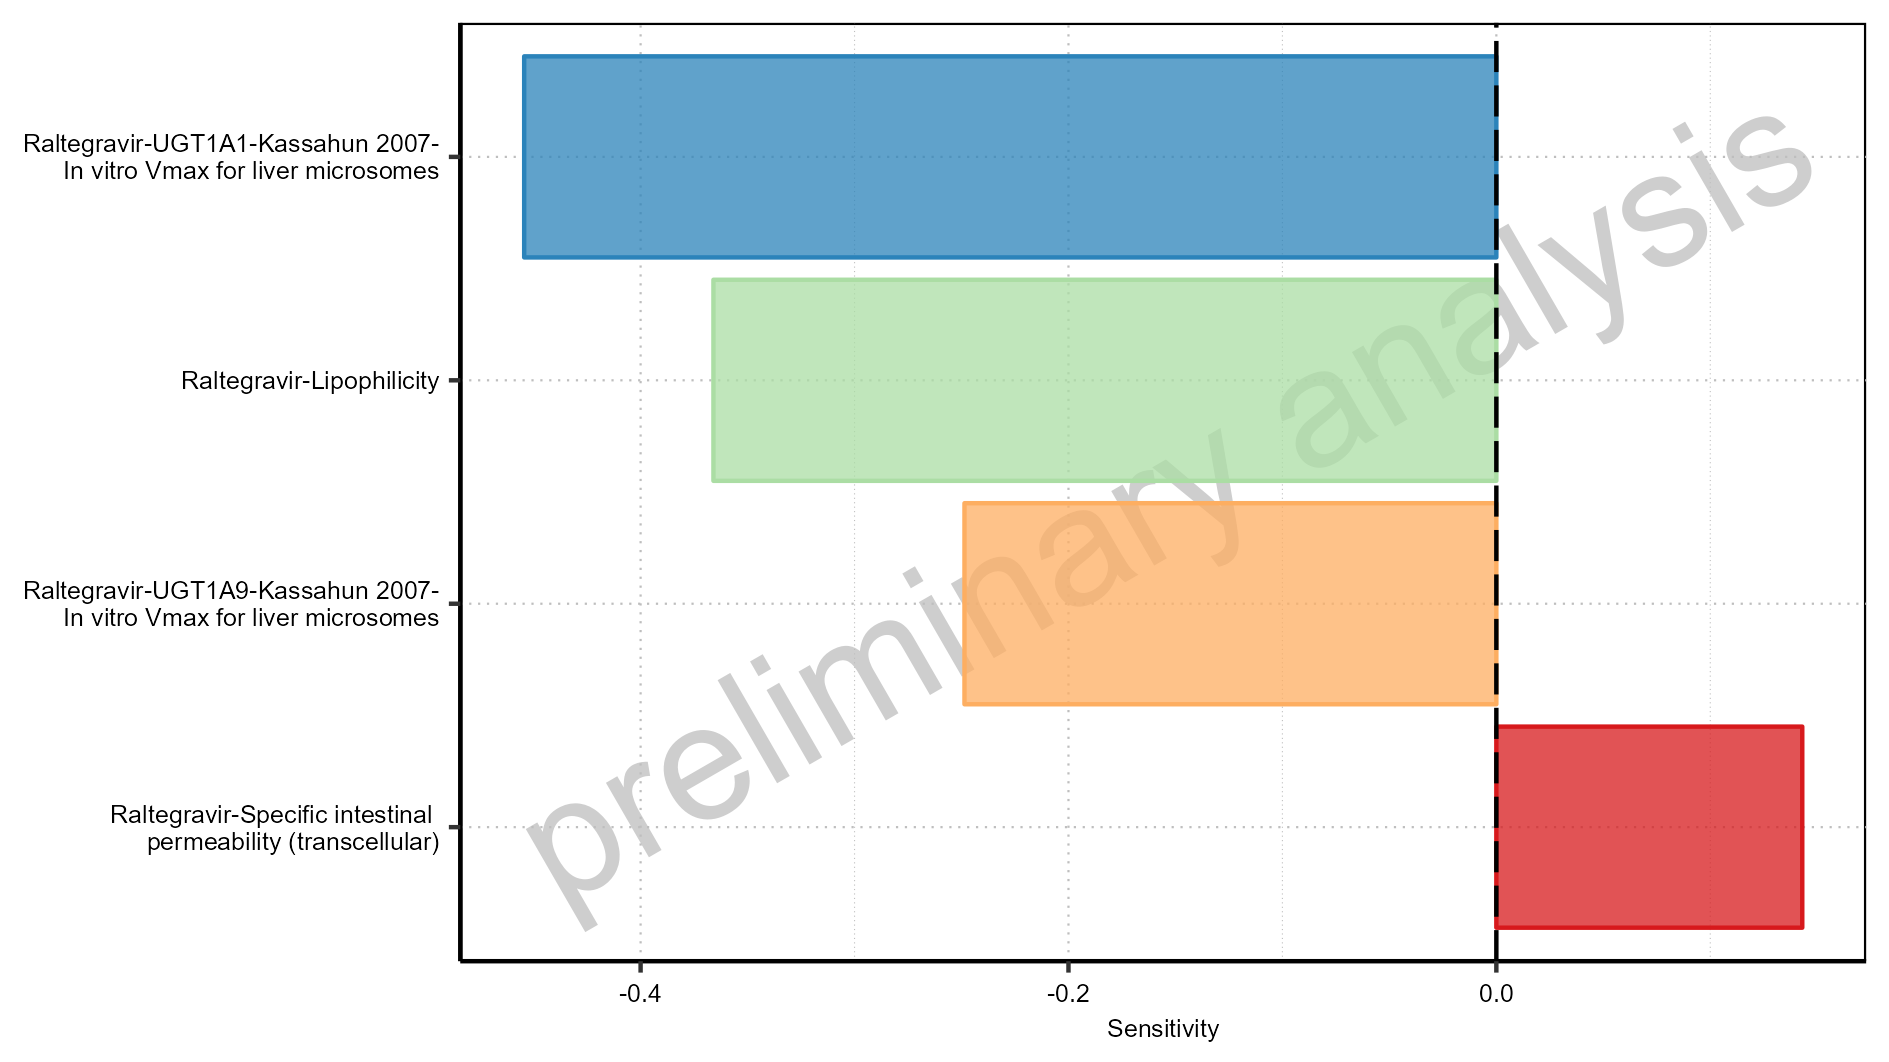 Raltegravir-UGT1A1-Kassahun 2007-
In vitro Vmax for liver microsomes
Raltegravir-Lipophilicity
Raltegravir-UGT1A9-Kassahun 2007-
In vitro Vmax for liver microsomes
Raltegravir-Specific intestinal
permeability (transcellular)
preliminary analysis
-0.4
-0.2
0.0
Sensitivity